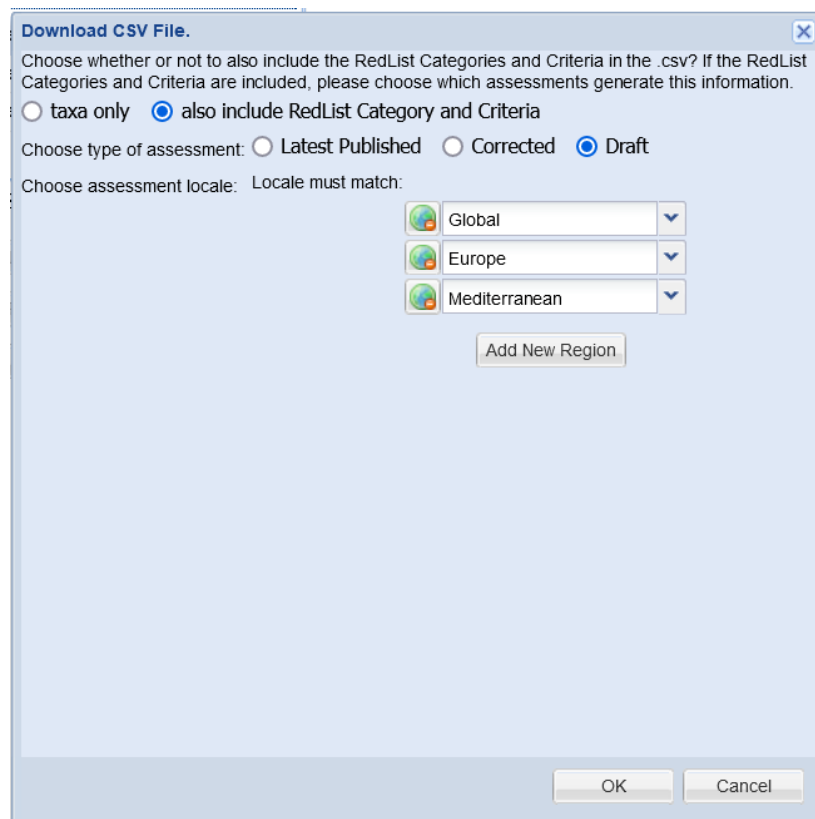 Download CSV File.
Choose whether or not to also include the RedList Categories and Criteria in the .csv? If the RedList
Categories and Criteria are included, please choose which assessments generate this information.
taxa only also include RedList Category and Criteria
Choose type of assessment: Latest Published Corrected Draft
Choose assessment locale: Locale must match:
Global
Europe
Mediterranean
Add New Region
OK Cancel